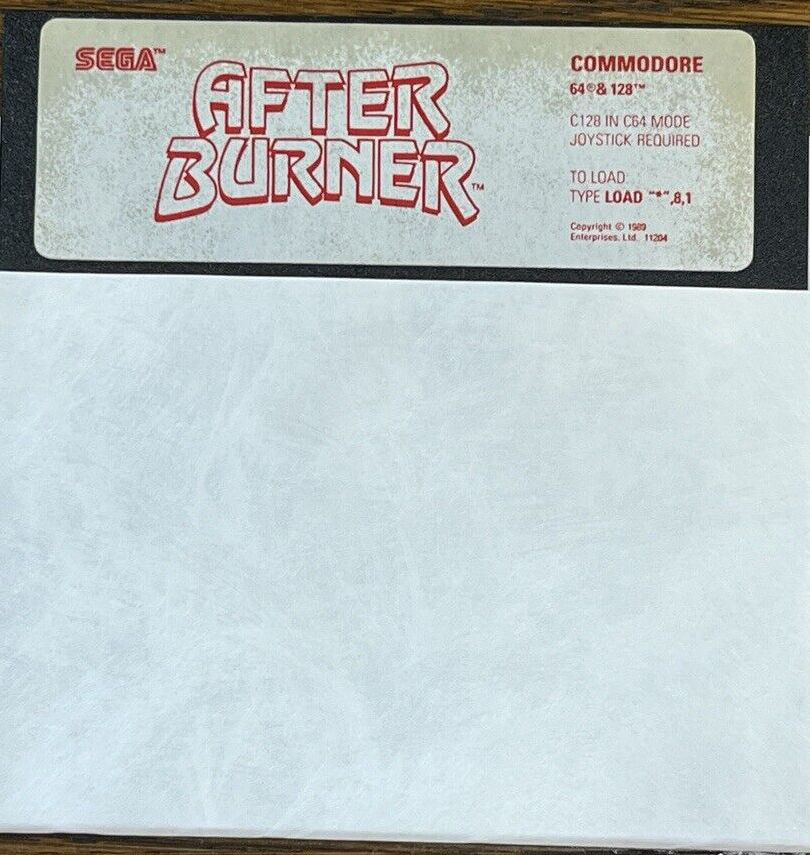 SEGA™
AFTER
BURNER™
COMMODORE
64®& 128™
C128 IN C64 MODE
JOYSTICK REQUIRED
TO LOAD:
TYPE LOAD "*",8,1
Copyright © 1989
Enterprises, Ltd. 11204